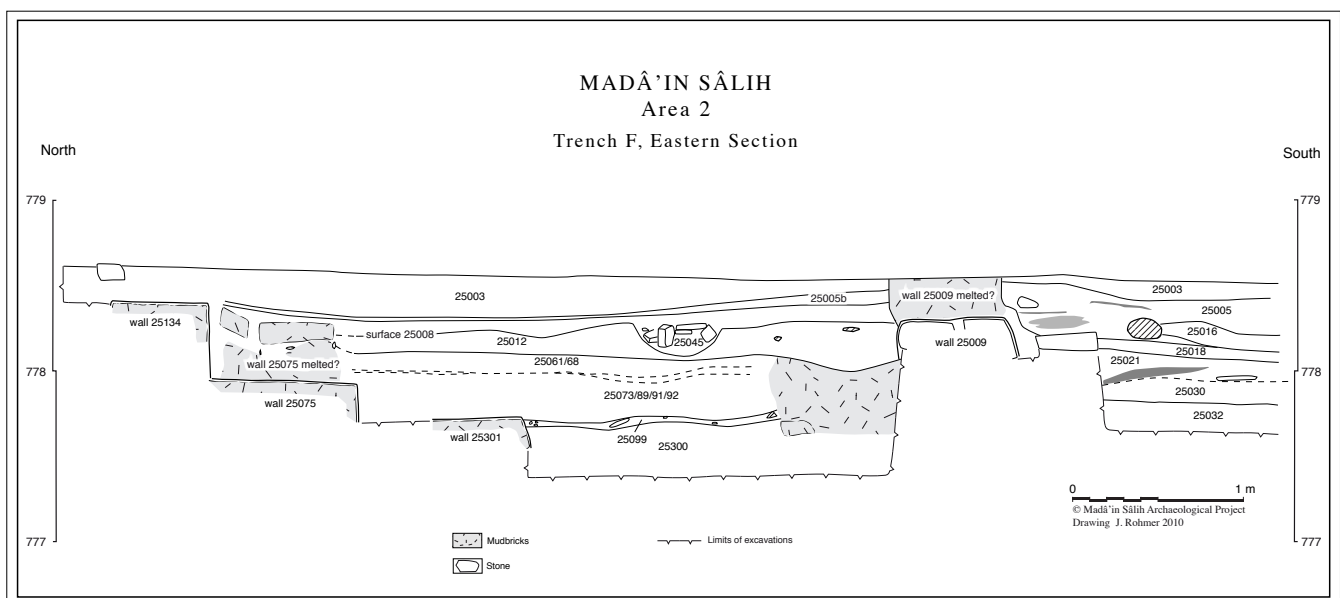 MADÂ’IN SÂLIH
Area 2
Trench F, Eastern Section
North
South
779
779
25003
25005b
wall 25009 melted?
25003
25005
wall 25134
surface 25008
25012
25045
wall 25009
25016
25018
wall 25075 melted?
25061/68
25021
778
778
wall 25075
25073/89/91/92
25030
25032
wall 25301
25099
25300
0
1 m
© Madâ’in Sâlih Archaeological Project
Drawing J. Rohmer 2010
777
777
Mudbricks
Limits of excavations
Stone